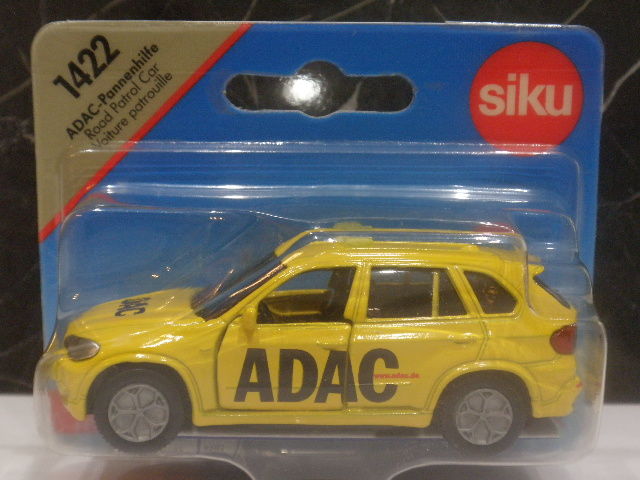 1422
ADAC-Pannenhilfe
Road Patrol Car
Voiture patrouille
siku
ADAC
ADAC
www.adac.de